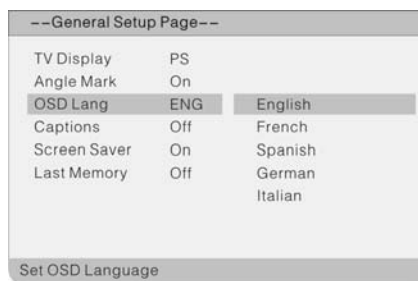 --General Setup Page--
TV Display PS
Angle Mark On
OSD Lang ENG English
Captions Off French
Screen Saver On Spanish
Last Memory Off German
Italian
Set OSD Language